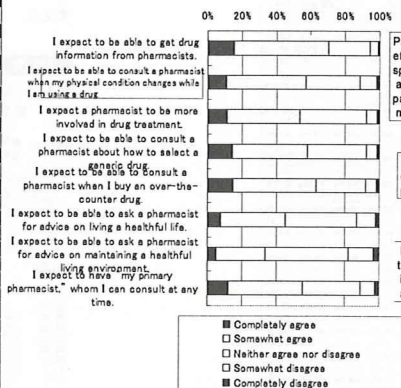 0% 20% 40% 60% 80% 100%
I expect to be able to get drug
information from pharmacists.
I expect to be able to consult a pharmacist
when my physical condition changes while
I am using a drug
I expect a pharmacist to be more
involved in drug treatment.
I expect to be able to consult a
pharmacist about how to select a
generic drug.
I expect to be able to consult a
pharmacist when I buy an over-the-
counter drug.
I expect to be able to ask a pharmacist
for advice on living a healthful life.
I expect to be able to ask a pharmacist
for advice on maintaining a healthful
living environment.
I expect to have "my primary
pharmacist," whom I can consult at any
time.
Completely agree
Somewhat agree
Neither agree nor disagree
Somewhat disagree
Completely disagree